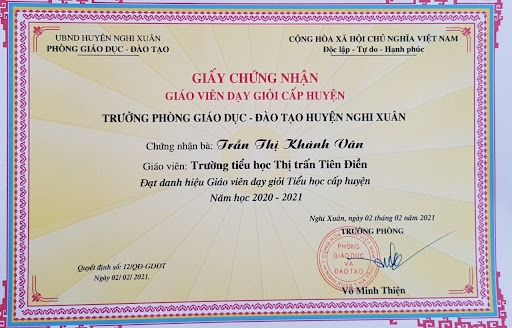 UBND HUYỆN NGHI XUÂN
PHÒNG GIÁO DỤC - ĐÀO TẠO
CỘNG HÒA XÃ HỘI CHỦ NGHĨA VIỆT NAM
Độc lập - Tự do - Hạnh phúc
GIẤY CHỨNG NHẬN
GIÁO VIÊN DẠY GIỎI CẤP HUYỆN
TRƯỞNG PHÒNG GIÁO DỤC - ĐÀO TẠO HUYỆN NGHI XUÂN
Chứng nhận bà: Trần Thị Khánh Vân
Giáo viên: Trường tiểu học Thị trấn Tiên Điền
Đạt danh hiệu Giáo viên dạy giỏi Tiểu học cấp huyện
Năm học 2020 - 2021
Nghi Xuân, ngày 02 tháng 02 năm 2021
TRƯỞNG PHÒNG
PHÒNG
GIÁO DỤC
VÀ
ĐÀO TẠO
Quyết định số: 12/QĐ-GDĐT
Ngày 02/ 02/ 2021.
Võ Minh Thiện